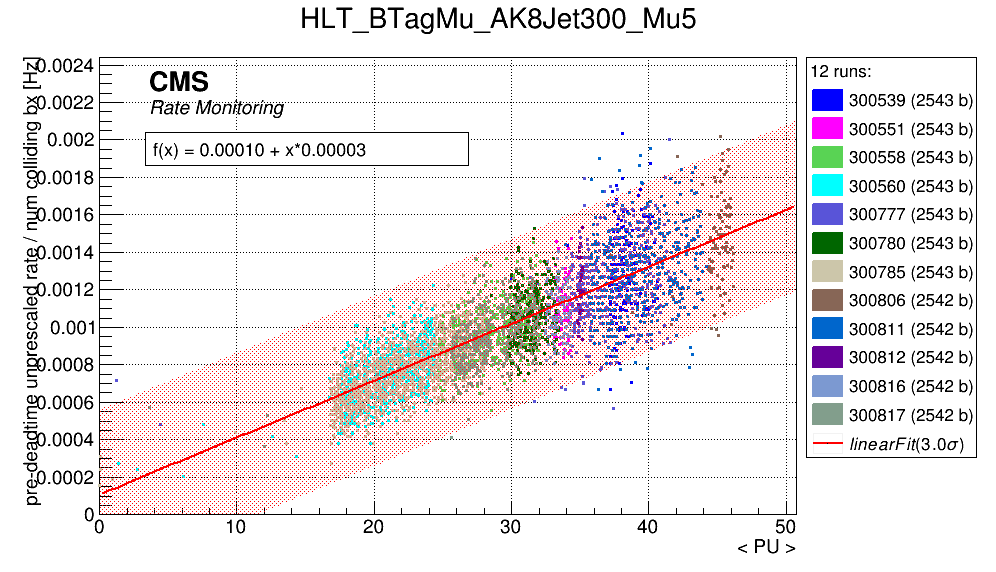 HLT_BTagMu_AK8Jet300_Mu5
pre-deadtime unprescaled rate / num colliding bx [Hz]
0.0024
0.0022
0.002
0.0018
0.0016
0.0014
0.0012
0.001
0.0008
0.0006
0.0004
0.0002
0
CMS
Rate Monitoring
f(x) = 0.00010 + x*0.00003
0
10
20
30
40
50
< PU >
12 runs:
300539 (2543 b)
300551 (2543 b)
300558 (2543 b)
300560 (2543 b)
300777 (2543 b)
300780 (2543 b)
300785 (2543 b)
300806 (2542 b)
300811 (2542 b)
300812 (2542 b)
300816 (2542 b)
300817 (2542 b)
linearFit(3.0σ)